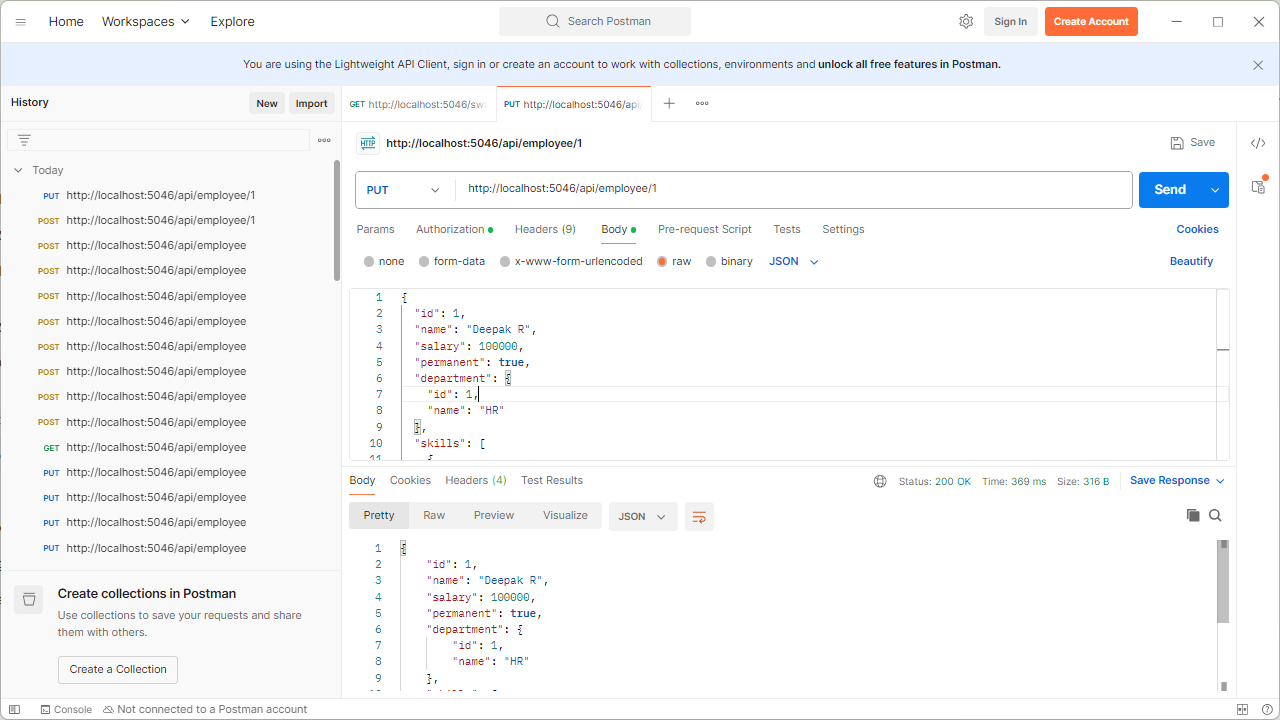 Home Workspaces Explore Search Postman Sign In Create Account
You are using the Lightweight API Client, sign in or create an account to work with collections, environments and unlock all free features in Postman.
History New Import
Today
PUT http://localhost:5046/api/employee/1
POST http://localhost:5046/api/employee/1
POST http://localhost:5046/api/employee
POST http://localhost:5046/api/employee
POST http://localhost:5046/api/employee
POST http://localhost:5046/api/employee
POST http://localhost:5046/api/employee
POST http://localhost:5046/api/employee
POST http://localhost:5046/api/employee
POST http://localhost:5046/api/employee
GET http://localhost:5046/api/employee
PUT http://localhost:5046/api/employee
PUT http://localhost:5046/api/employee
PUT http://localhost:5046/api/employee
PUT http://localhost:5046/api/employee
Create collections in Postman
Use collections to save your requests and share
them with others.
Create a Collection
GET http://localhost:5046/sw PUT http://localhost:5046/api/
HTTP http://localhost:5046/api/employee/1 Save
PUT http://localhost:5046/api/employee/1 Send
Params Authorization Headers (9) Body Pre-request Script Tests Settings Cookies
none form-data x-www-form-urlencoded raw binary JSON Beautify
1 {
2 "id": 1,
3 "name": "Deepak R",
4 "salary": 100000,
5 "permanent": true,
6 "department": {
7 "id": 1,
8 "name": "HR"
9 },
10 "skills": [
11 {
Body Cookies Headers (4) Test Results Status: 200 OK Time: 369 ms Size: 316 B Save Response
Pretty Raw Preview Visualize JSON
1 {
2 "id": 1,
3 "name": "Deepak R",
4 "salary": 100000,
5 "permanent": true,
6 "department": {
7 "id": 1,
8 "name": "HR"
9 },
Console Not connected to a Postman account